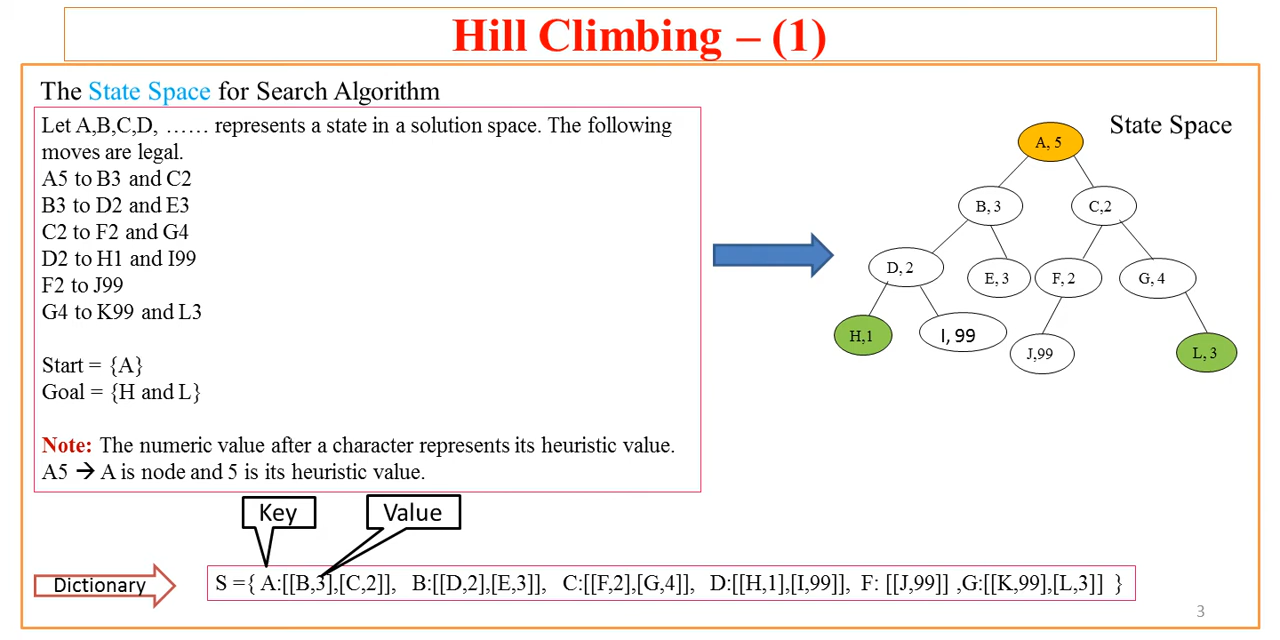 Hill Climbing – (1)
The State Space for Search Algorithm
Let A,B,C,D, …… represents a state in a solution space. The following
moves are legal.
A5 to B3 and C2
B3 to D2 and E3
C2 to F2 and G4
D2 to H1 and I99
F2 to J99
G4 to K99 and L3
Start = {A}
Goal = {H and L}
Note: The numeric value after a character represents its heuristic value.
A5 → A is node and 5 is its heuristic value.
State Space
A, 5
B, 3
C,2
D, 2
E, 3
F, 2
G, 4
H,1
I, 99
J,99
L, 3
Key
Value
Dictionary
S ={ A:[[B,3],[C,2]], B:[[D,2],[E,3]], C:[[F,2],[G,4]], D:[[H,1],[I,99]], F: [[J,99]] ,G:[[K,99],[L,3]] }
3